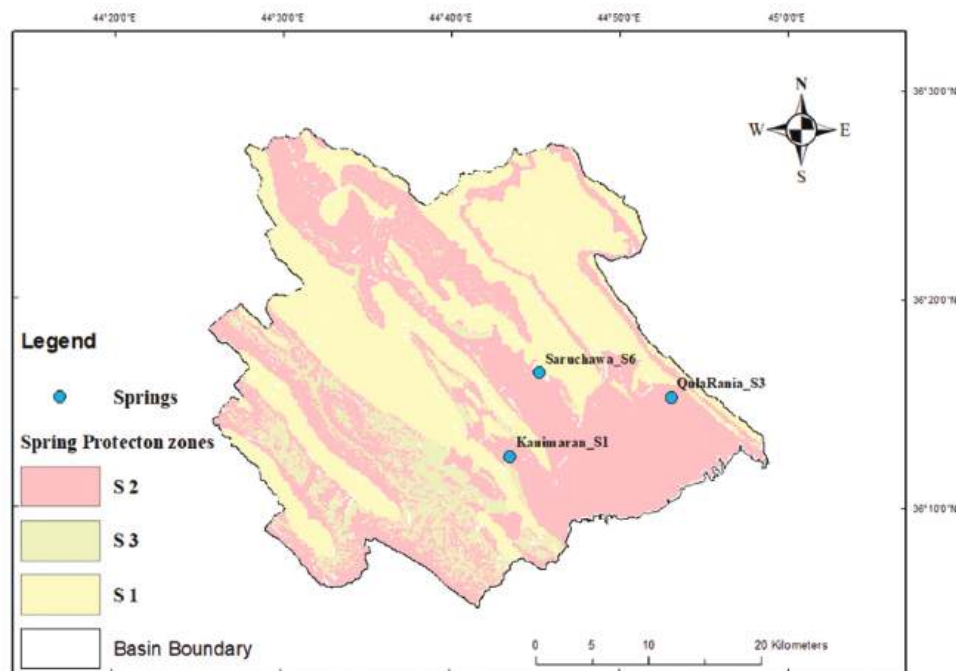 44°20'0"E 44°30'0"E 44°40'0"E 44°50'0"E 45°0'0"E
N
W E
S
36°30'0"N
36°20'0"N
36°10'0"N
Saruchawa_S6
QulaRania_S3
Kanimaran_S1
Legend
Springs
Spring Protecton zones
S 2
S 3
S 1
Basin Boundary
0 5 10 20 Kilometers